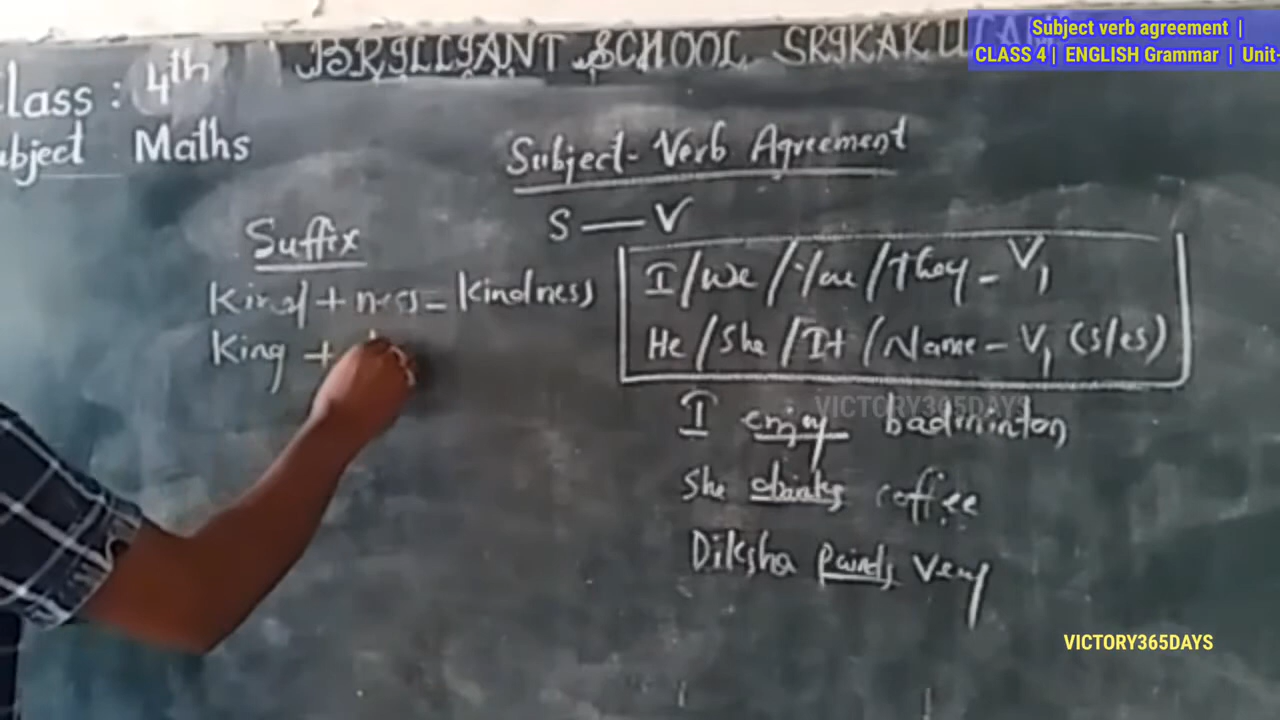 Subject verb agreement |
CLASS 4 | ENGLISH Grammar | Unit-
BRILLIANT SCHOOL SRIKAKULAM
lass : 4th
bject Maths
Subject-Verb Agreement
S — V
Suffix
Kind + ness - Kindness
King +
I/We/You/They - V1
He/She/It/Name - V1 (s/es)
I enjoy badminton
She drinks coffee
Diksha paints very
VICTORY365DAYS
VICTORY365DAYS